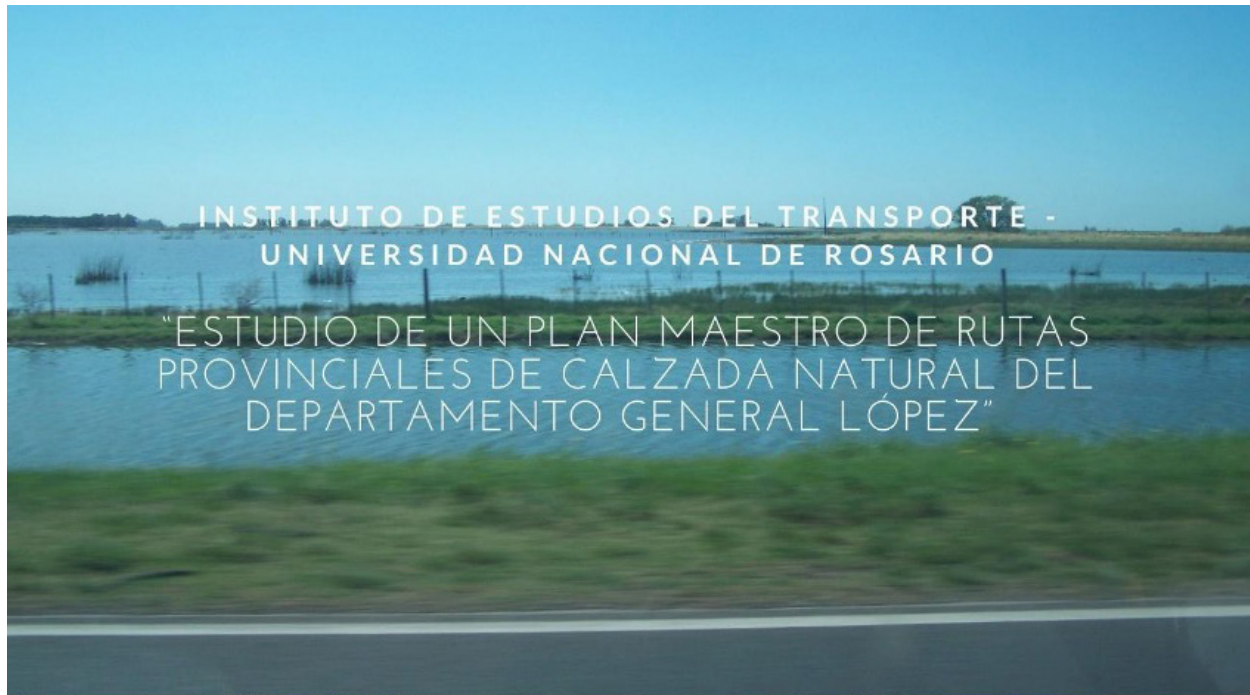 INSTITUTO DE ESTUDIOS DEL TRANSPORTE -
UNIVERSIDAD NACIONAL DE ROSARIO
"ESTUDIO DE UN PLAN MAESTRO DE RUTAS
PROVINCIALES DE CALZADA NATURAL DEL
DEPARTAMENTO GENERAL LÓPEZ"